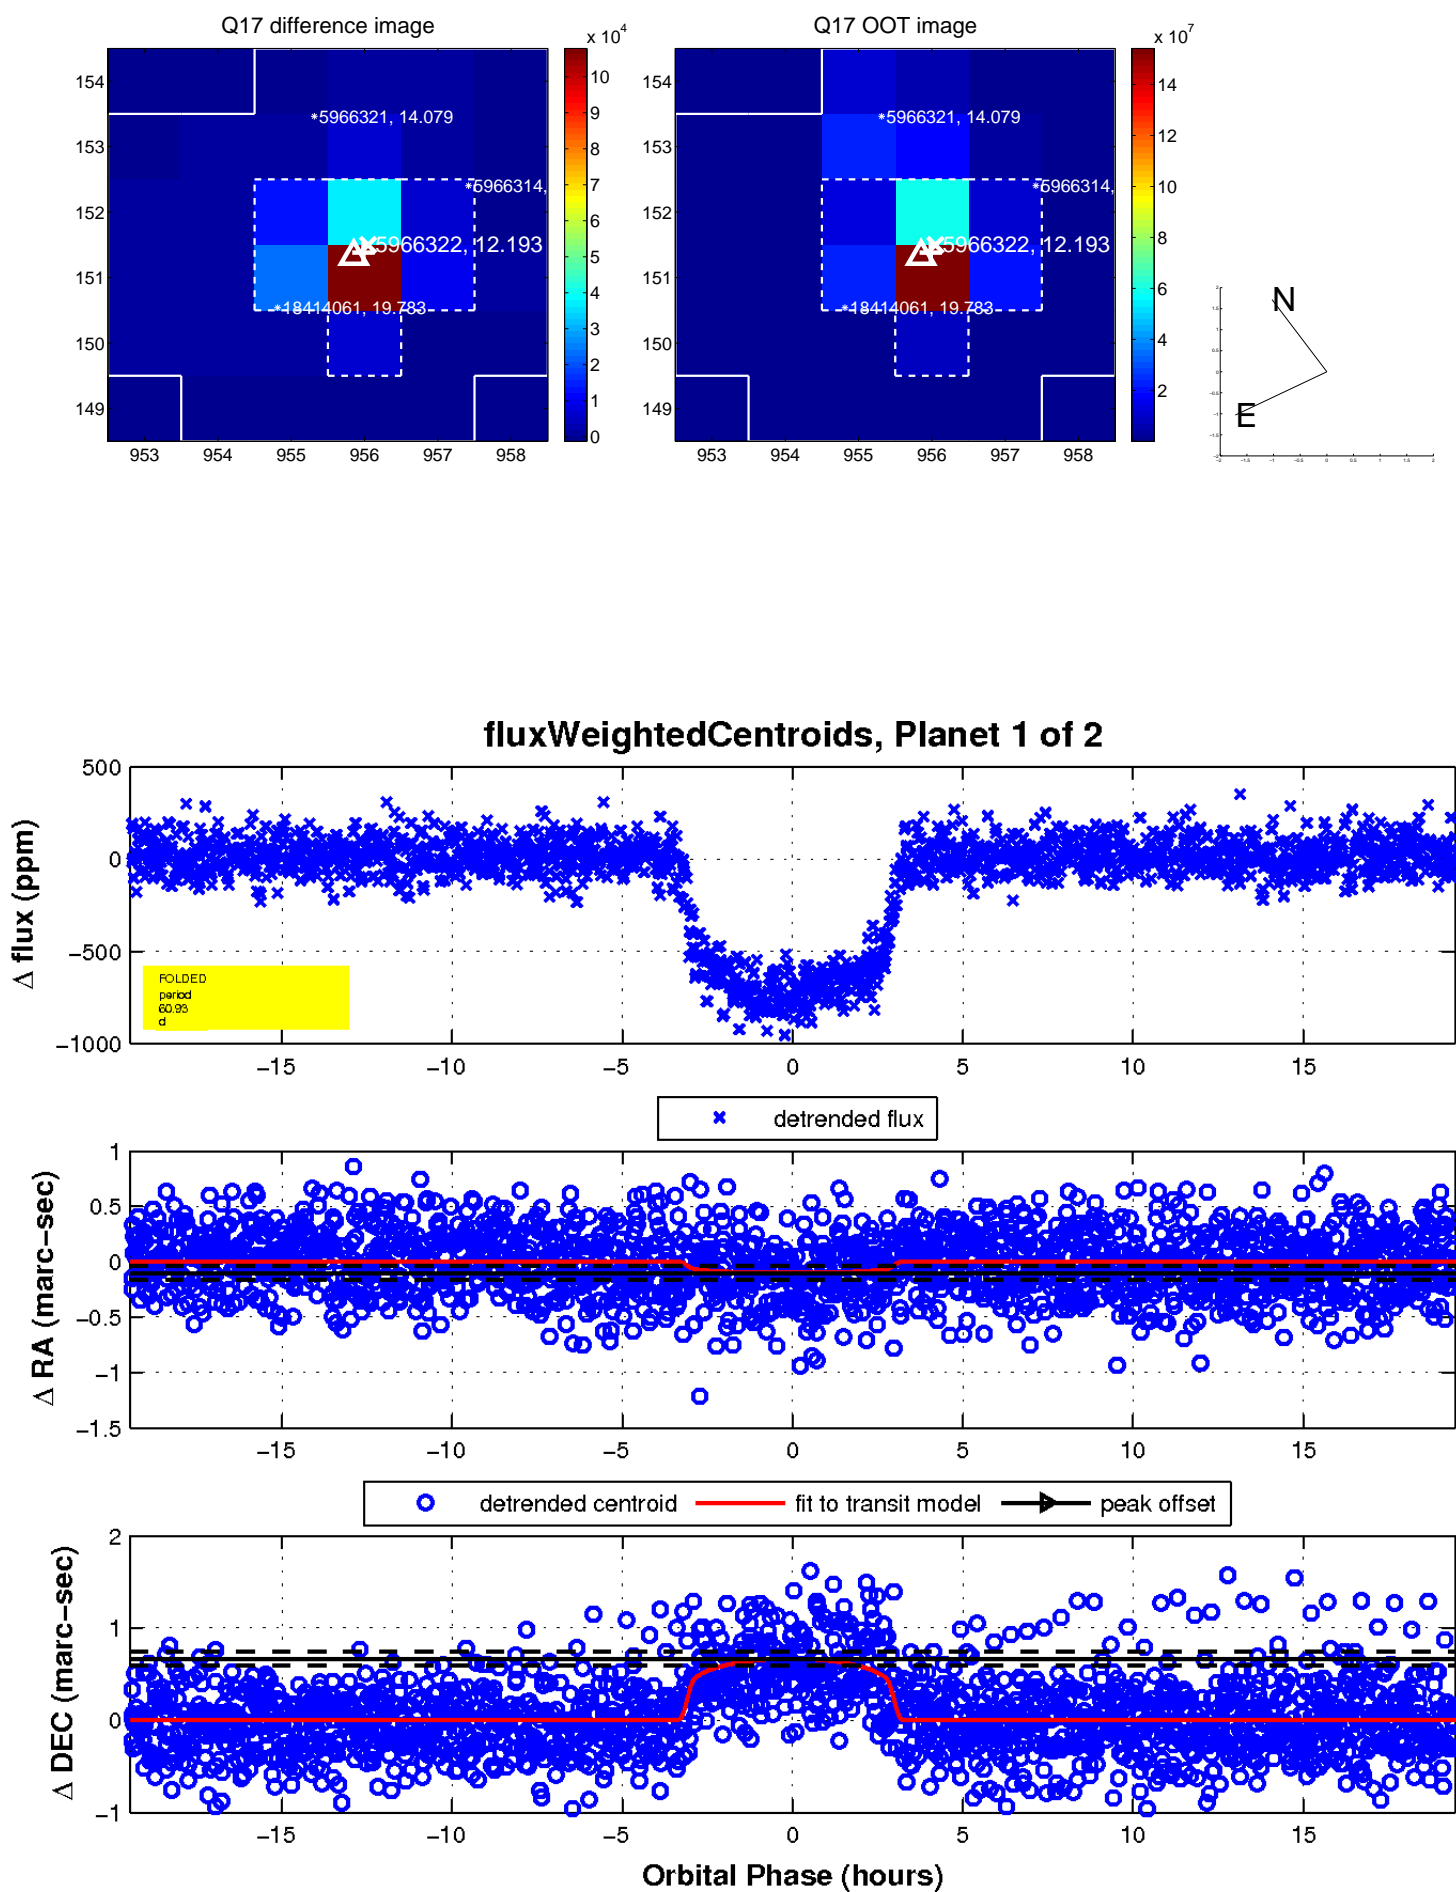 Q17 difference image
Q17 OOT image
x 10^4
x 10^7
154
153
152
151
150
149
953 954 955 956 957 958
10
9
8
7
6
5
4
3
2
1
0
*5966321, 14.079
*5966314,
5966322, 12.193
*18414061, 19.783
154
153
152
151
150
149
953 954 955 956 957 958
14
12
10
8
6
4
2
*5966321, 14.079
*5966314,
5966322, 12.193
*18414061, 19.783
N
E
fluxWeightedCentroids, Planet 1 of 2
Δ flux (ppm)
500
0
−500
−1000
FOLDED
period
60.93
d
−15 −10 −5 0 5 10 15
detrended flux
Δ RA (marc−sec)
1
0.5
0
−0.5
−1
−1.5
−15 −10 −5 0 5 10 15
detrended centroid fit to transit model peak offset
Δ DEC (marc−sec)
2
1
0
−1
−15 −10 −5 0 5 10 15
Orbital Phase (hours)